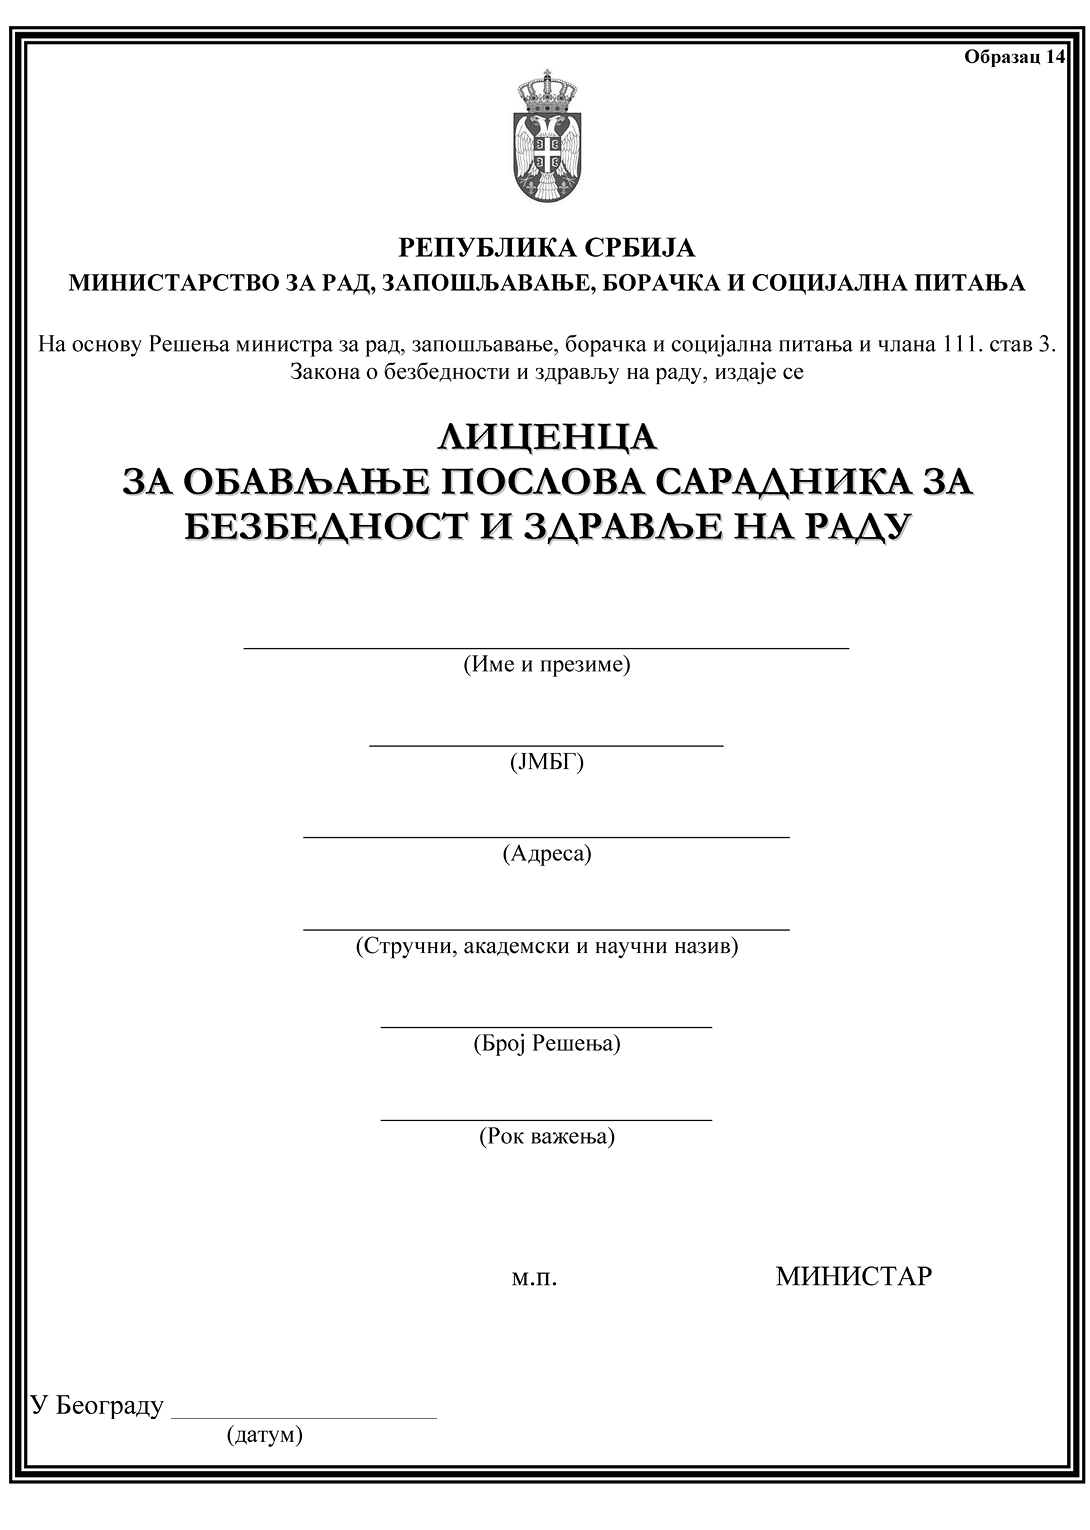 Образац 14
РЕПУБЛИКА СРБИЈА
МИНИСТАРСТВО ЗА РАД, ЗАПОШЉАВАЊЕ, БОРАЧКА И СОЦИЈАЛНА ПИТАЊА
На основу Решења министра за рад, запошљавање, борачка и социјална питања и члана 111. став 3.
Закона о безбедности и здрављу на раду, издаје се
ЛИЦЕНЦА
ЗА ОБАВЉАЊЕ ПОСЛОВА САРАДНИКА ЗА
БЕЗБЕДНОСТ И ЗДРАВЉЕ НА РАДУ
(Име и презиме)
(ЈМБГ)
(Адреса)
(Стручни, академски и научни назив)
(Број Решења)
(Рок важења)
м.п. МИНИСТАР
У Београду ____________________
(датум)